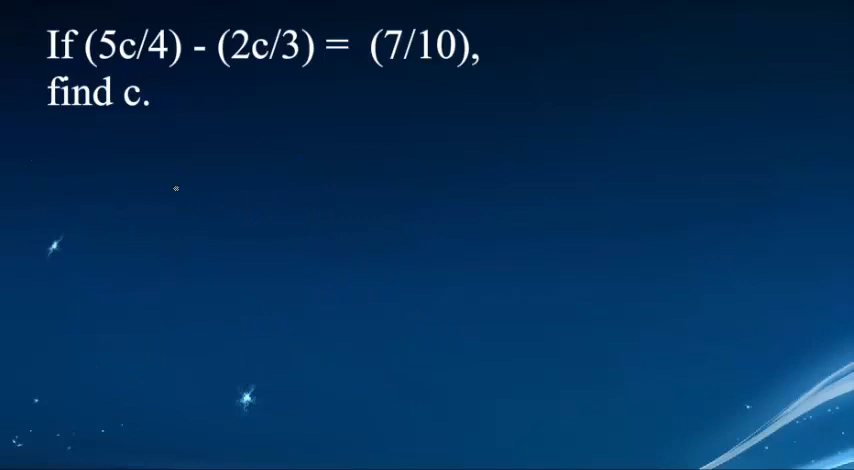 If (5c/4) - (2c/3) = (7/10),
find c.